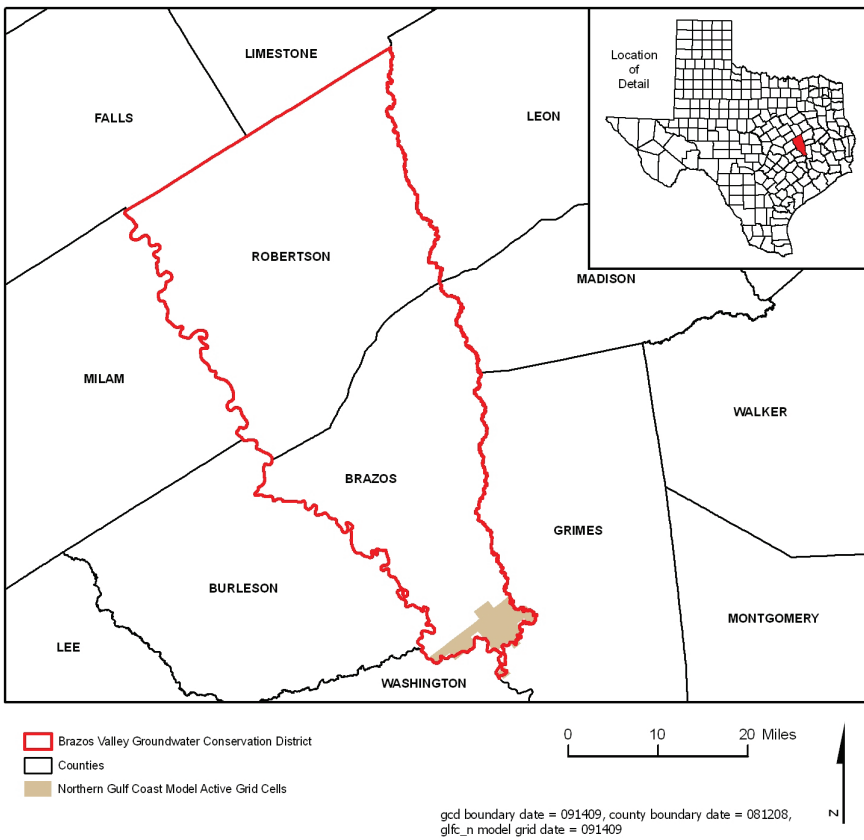 LIMESTONE
Location
of
Detail
FALLS
LEON
ROBERTSON
MADISON
MILAM
WALKER
BRAZOS
GRIMES
BURLESON
MONTGOMERY
LEE
WASHINGTON
Brazos Valley Groundwater Conservation District
Counties
Northern Gulf Coast Model Active Grid Cells
0 10 20 Miles
N
gcd boundary date = 091409, county boundary date = 081208,
glfc_n model grid date = 091409